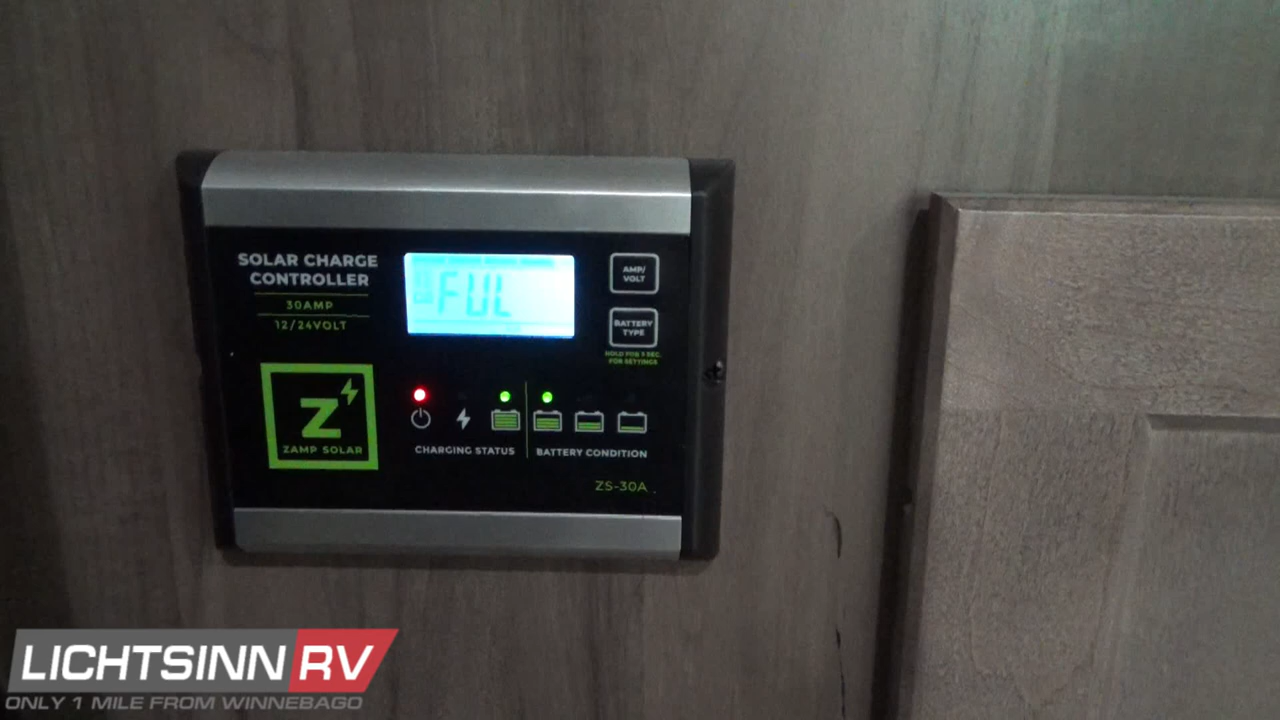 SOLAR CHARGE
CONTROLLER
30AMP
12/24VOLT
FUL
AMP/
VOLT
BATTERY
TYPE
HOLD FOR 3 SEC.
FOR SETTINGS
Z
ZAMP SOLAR
CHARGING STATUS
BATTERY CONDITION
ZS-30A
LICHTSINN RV
ONLY 1 MILE FROM WINNEBAGO